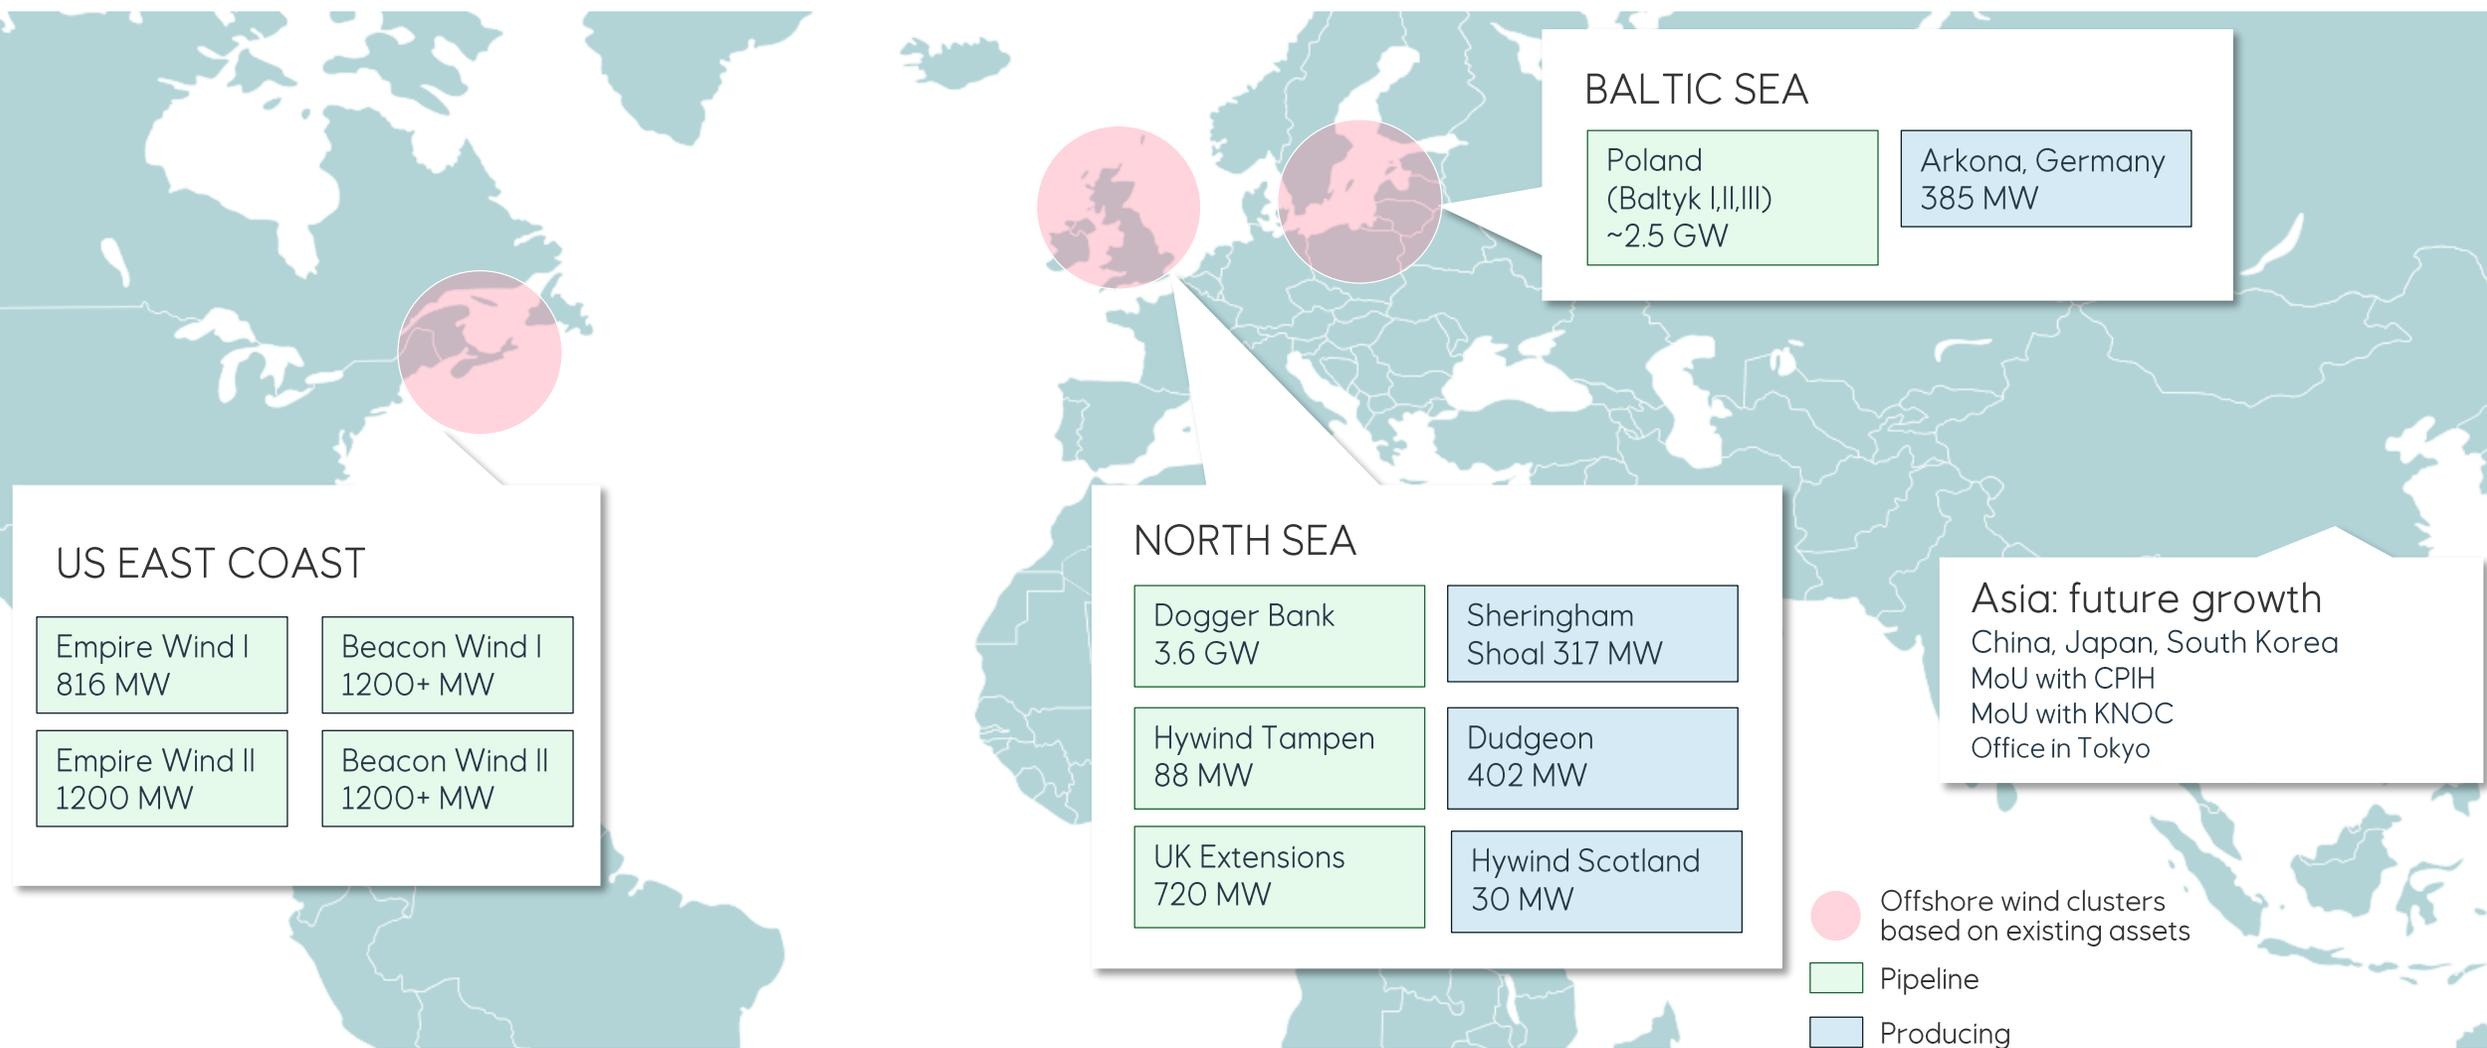 BALTIC SEA
Poland
(Baltyk I,II,III)
~2.5 GW
Arkona, Germany
385 MW
US EAST COAST
Empire Wind I
816 MW
Beacon Wind I
1200+ MW
Empire Wind II
1200 MW
Beacon Wind II
1200+ MW
NORTH SEA
Dogger Bank
3.6 GW
Sheringham
Shoal 317 MW
Hywind Tampen
88 MW
Dudgeon
402 MW
UK Extensions
720 MW
Hywind Scotland
30 MW
Asia: future growth
China, Japan, South Korea
MoU with CPIH
MoU with KNOC
Office in Tokyo
Offshore wind clusters
based on existing assets
Pipeline
Producing